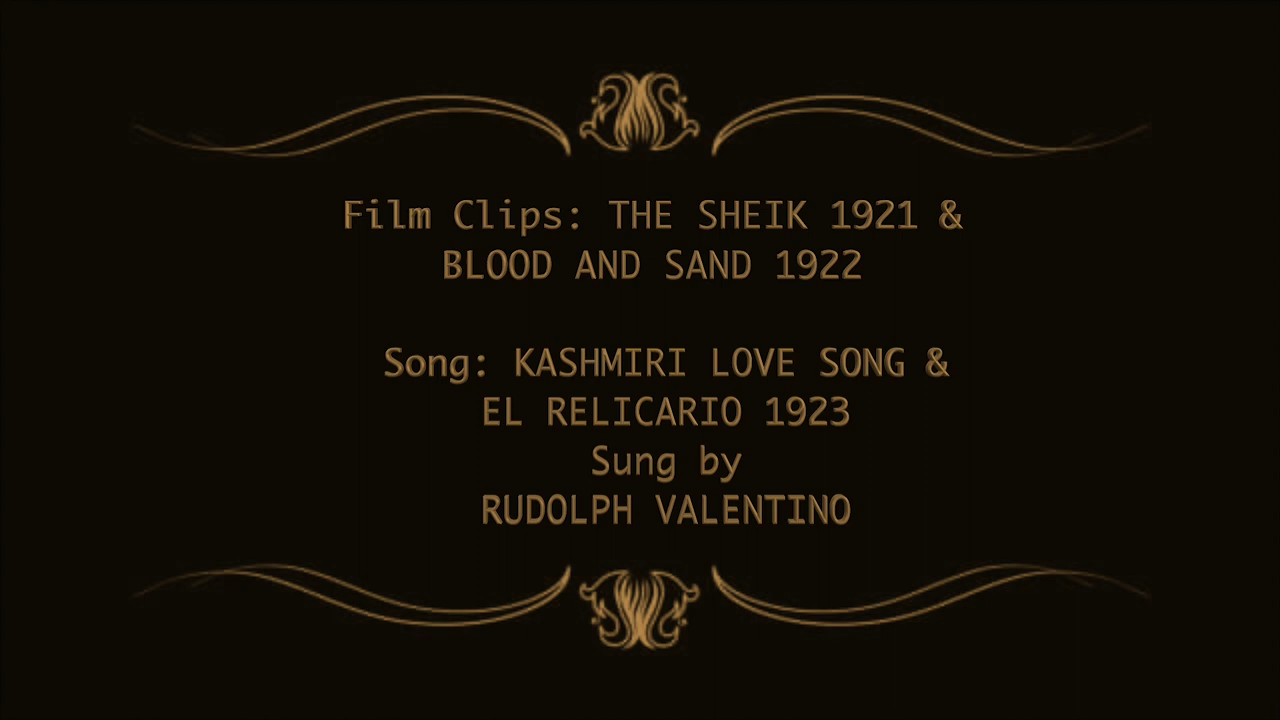 Film Clips: THE SHEIK 1921 &
BLOOD AND SAND 1922
Song: KASHMIRI LOVE SONG &
EL RELICARIO 1923
Sung by
RUDOLPH VALENTINO